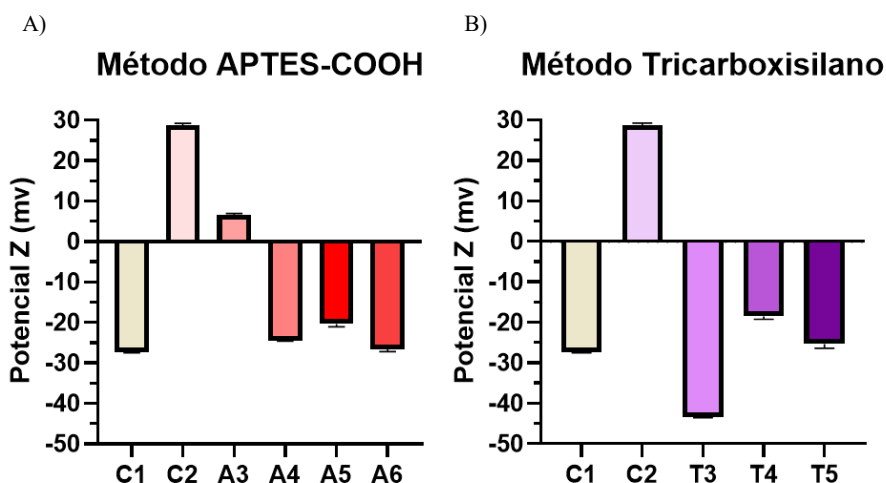 A)
Método APTES-COOH
Potencial Z (mv)
30
20
10
0
-10
-20
-30
-40
-50
C1 C2 A3 A4 A5 A6
B)
Método Tricarboxisilano
Potencial Z (mv)
30
20
10
0
-10
-20
-30
-40
-50
C1 C2 T3 T4 T5